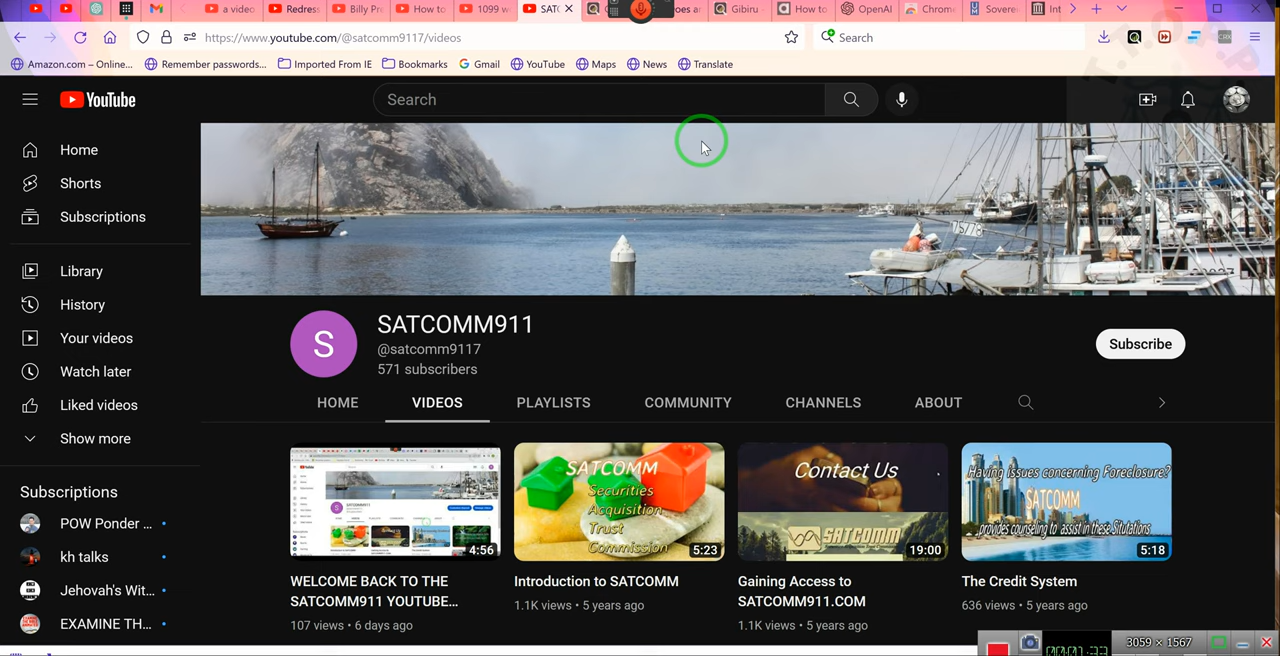 a video
Redress
Billy Pr
How to
1099 w
SATC
oes a
Gibiru
How to
OpenAI
Chrom
Sovere
Int
https://www.youtube.com/@satcomm9117/videos
Search
Amazon.com – Online...
Remember passwords...
Imported From IE
Bookmarks
Gmail
YouTube
Maps
News
Translate
YouTube
Search
Home
Shorts
Subscriptions
Library
History
Your videos
Watch later
Liked videos
Show more
Subscriptions
POW Ponder ...
kh talks
Jehovah's Wit...
EXAMINE TH...
75778
S
SATCOMM911
@satcomm9117
571 subscribers
Subscribe
HOME
VIDEOS
PLAYLISTS
COMMUNITY
CHANNELS
ABOUT
4:56
WELCOME BACK TO THE
SATCOMM911 YOUTUBE...
107 views • 6 days ago
SATCOMM
Securities
Acquisition
Trust
Commission
5:23
Introduction to SATCOMM
1.1K views • 5 years ago
Contact Us
SATCOMM
19:00
Gaining Access to
SATCOMM911.COM
1.1K views • 5 years ago
Having issues concerning Foreclosure?
SATCOMM
provides counseling to assist in these Situtations
5:18
The Credit System
636 views • 5 years ago
3059 × 1567